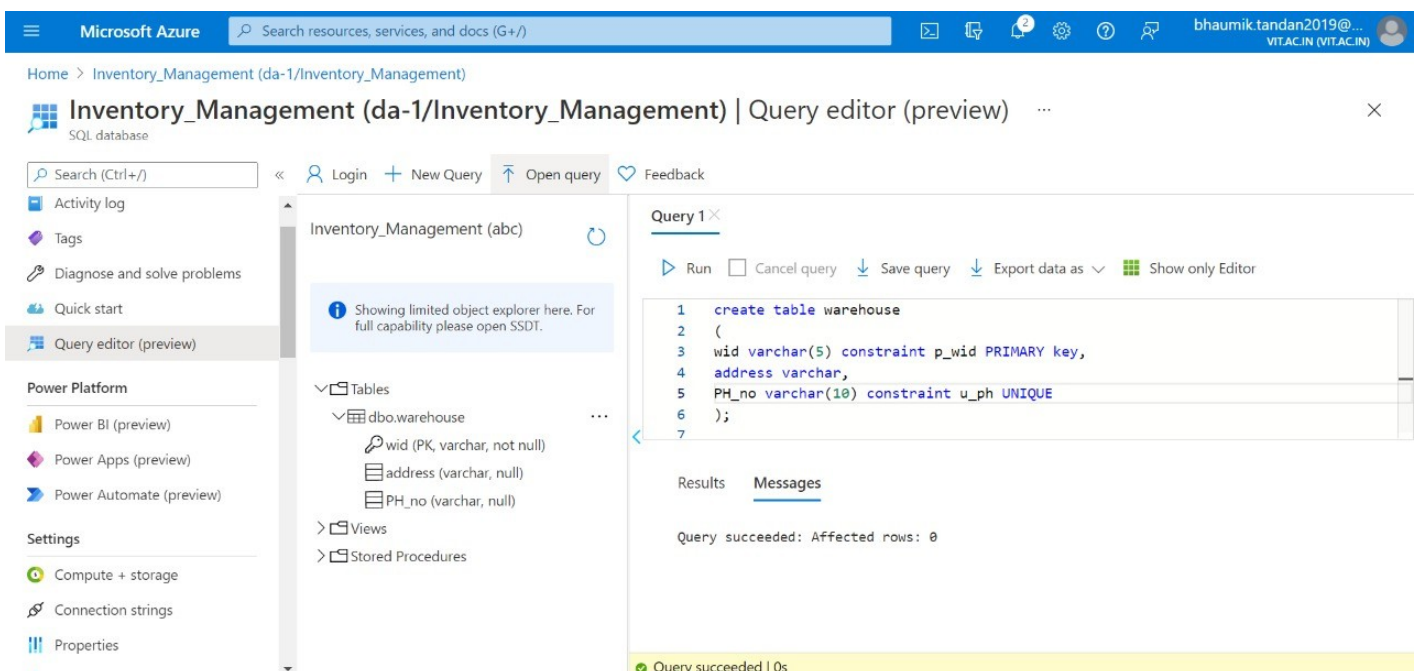 Microsoft Azure
Search resources, services, and docs (G+/)
2
bhaumik.tandan2019@...
VIT.AC.IN (VIT.AC.IN)
Home > Inventory_Management (da-1/Inventory_Management)
Inventory_Management (da-1/Inventory_Management) | Query editor (preview) ...
SQL database
Search (Ctrl+/)
«
Login
New Query
Open query
Feedback
Activity log
Tags
Diagnose and solve problems
Quick start
Query editor (preview)
Power Platform
Power BI (preview)
Power Apps (preview)
Power Automate (preview)
Settings
Compute + storage
Connection strings
Properties
Inventory_Management (abc)
Showing limited object explorer here. For
full capability please open SSDT.
Tables
dbo.warehouse ...
wid (PK, varchar, not null)
address (varchar, null)
PH_no (varchar, null)
Views
Stored Procedures
Query 1
Run
Cancel query
Save query
Export data as
Show only Editor
1 create table warehouse
2 (
3 wid varchar(5) constraint p_wid PRIMARY key,
4 address varchar,
5 PH_no varchar(10) constraint u_ph UNIQUE
6 );
7
Results
Messages
Query succeeded: Affected rows: 0
Query succeeded | 0s